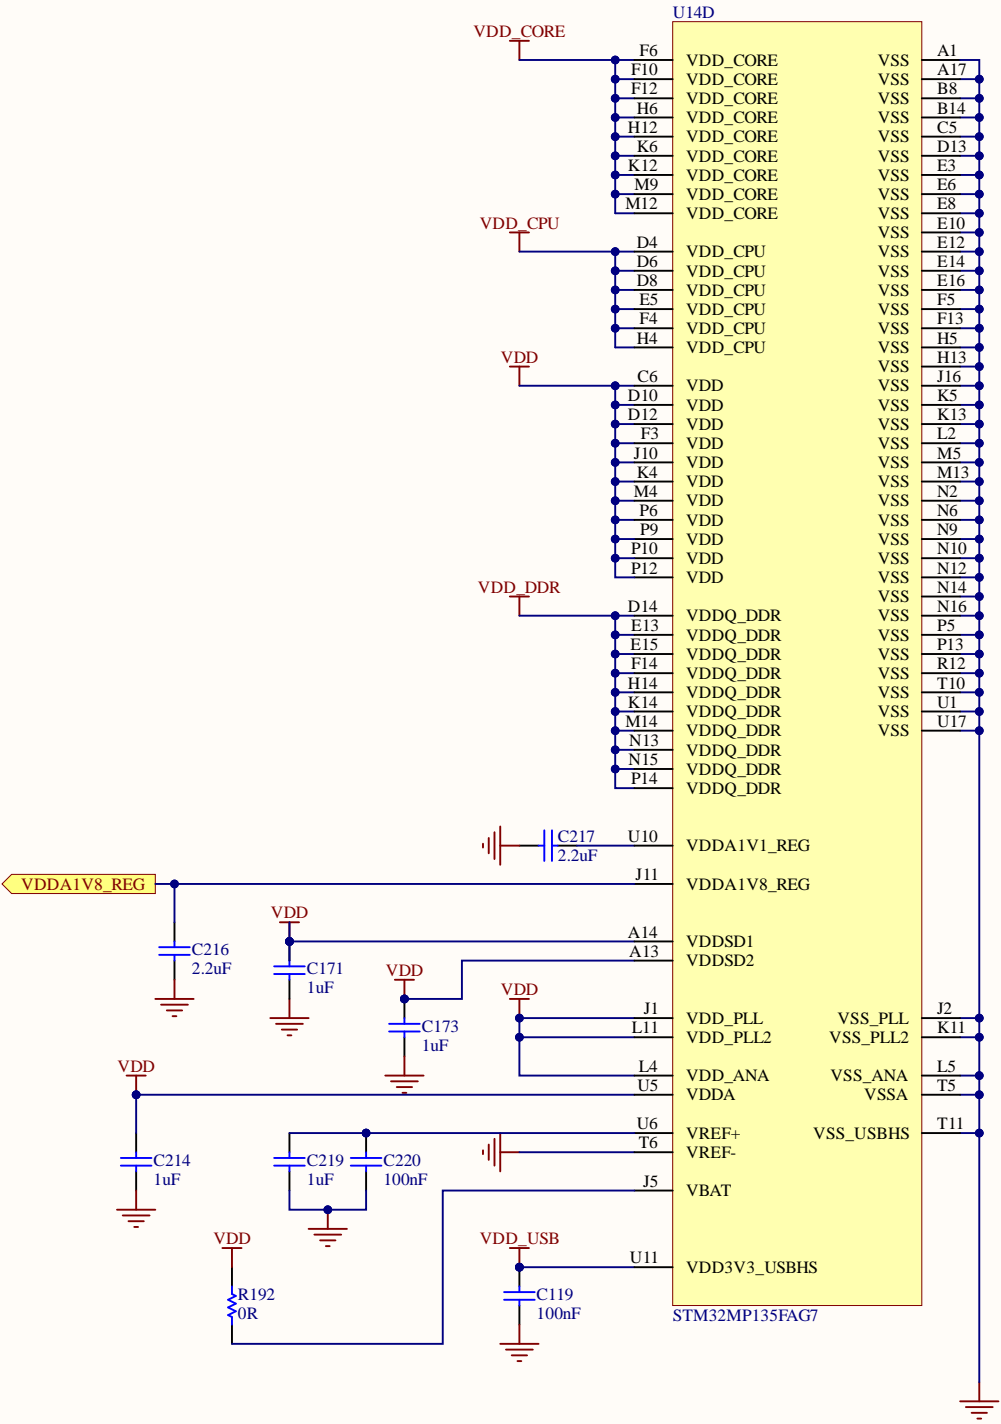 U14D
VDD_CORE
F6 VDD_CORE VSS A1
F10 VDD_CORE VSS A17
F12 VDD_CORE VSS B8
H6 VDD_CORE VSS B14
H12 VDD_CORE VSS C5
K6 VDD_CORE VSS D13
K12 VDD_CORE VSS E3
M9 VDD_CORE VSS E6
M12 VDD_CORE VSS E8
VDD_CPU
VSS E10
D4 VDD_CPU VSS E12
D6 VDD_CPU VSS E14
D8 VDD_CPU VSS E16
E5 VDD_CPU VSS F5
F4 VDD_CPU VSS F13
H4 VDD_CPU VSS H5
VDD
VSS H13
C6 VDD VSS J16
D10 VDD VSS K5
D12 VDD VSS K13
F3 VDD VSS L2
J10 VDD VSS M5
K4 VDD VSS M13
M4 VDD VSS N2
P6 VDD VSS N6
P9 VDD VSS N9
P10 VDD VSS N10
P12 VDD VSS N12
VDD_DDR
VSS N14
D14 VDDQ_DDR VSS N16
E13 VDDQ_DDR VSS P5
E15 VDDQ_DDR VSS P13
F14 VDDQ_DDR VSS R12
H14 VDDQ_DDR VSS T10
K14 VDDQ_DDR VSS U1
M14 VDDQ_DDR VSS U17
N13 VDDQ_DDR
N15 VDDQ_DDR
P14 VDDQ_DDR
C217
2.2uF
U10 VDDA1V1_REG
VDDA1V8_REG
J11 VDDA1V8_REG
C216
2.2uF
VDD
A14 VDDSD1
A13 VDDSD2
C171
1uF
VDD
C173
1uF
VDD
J1 VDD_PLL VSS_PLL J2
L11 VDD_PLL2 VSS_PLL2 K11
L4 VDD_ANA VSS_ANA L5
VDD
U5 VDDA VSSA T5
C214
1uF
U6 VREF+ VSS_USBHS T11
T6 VREF-
C219
1uF
C220
100nF
J5 VBAT
VDD
R192
0R
VDD_USB
U11 VDD3V3_USBHS
C119
100nF
STM32MP135FAG7